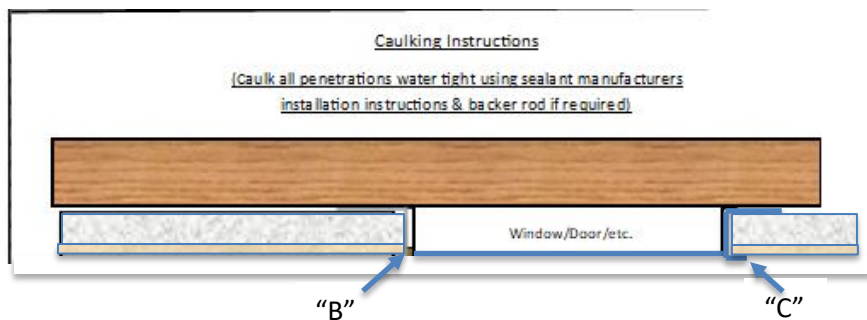 Caulking Instructions
(Caulk all penetrations water tight using sealant manufacturers
installation instructions & backer rod if required)
Window/Door/etc.
“B”
“C”